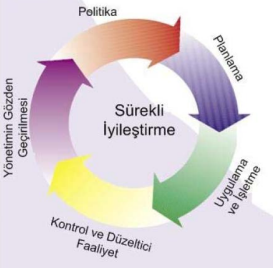 Politika
Planlama
Uygulama
ve İşletme
Kontrol ve Düzeltici
Faaliyet
Yönetimin Gözden
Geçirilmesi
Sürekli
İyileştirme